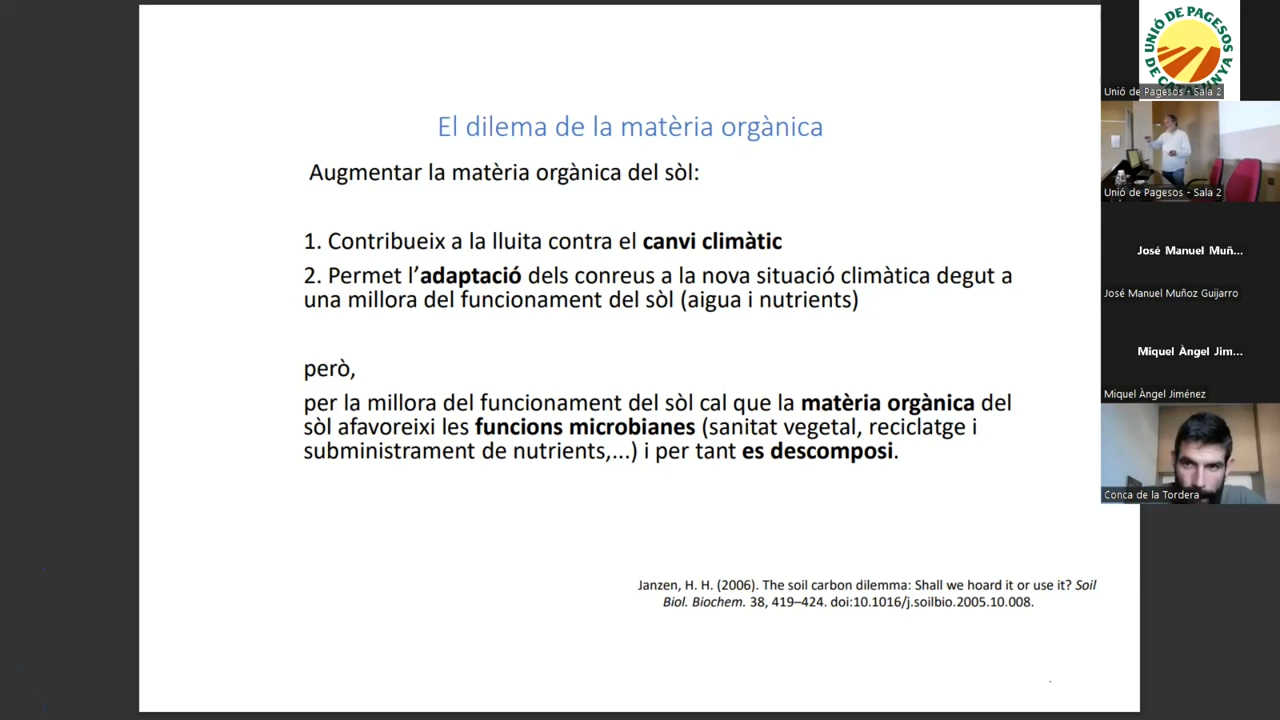 El dilema de la matèria orgànica
Augmentar la matèria orgànica del sòl:
1. Contribueix a la lluita contra el canvi climàtic
2. Permet l’adaptació dels conreus a la nova situació climàtica degut a
una millora del funcionament del sòl (aigua i nutrients)
però,
per la millora del funcionament del sòl cal que la matèria orgànica del
sòl afavoreixi les funcions microbianes (sanitat vegetal, reciclatge i
subministrament de nutrients,...) i per tant es descomposi.
Janzen, H. H. (2006). The soil carbon dilemma: Shall we hoard it or use it? Soil
Biol. Biochem. 38, 419–424. doi:10.1016/j.soilbio.2005.10.008.
UNIÓ DE PAGESOS
DE CATALUNYA
Unió de Pagesos - Sala 2
Unió de Pagesos - Sala 2
José Manuel Muñ...
José Manuel Muñoz Guijarro
Miquel Àngel Jim...
Miquel Àngel Jiménez
Conca de la Tordera